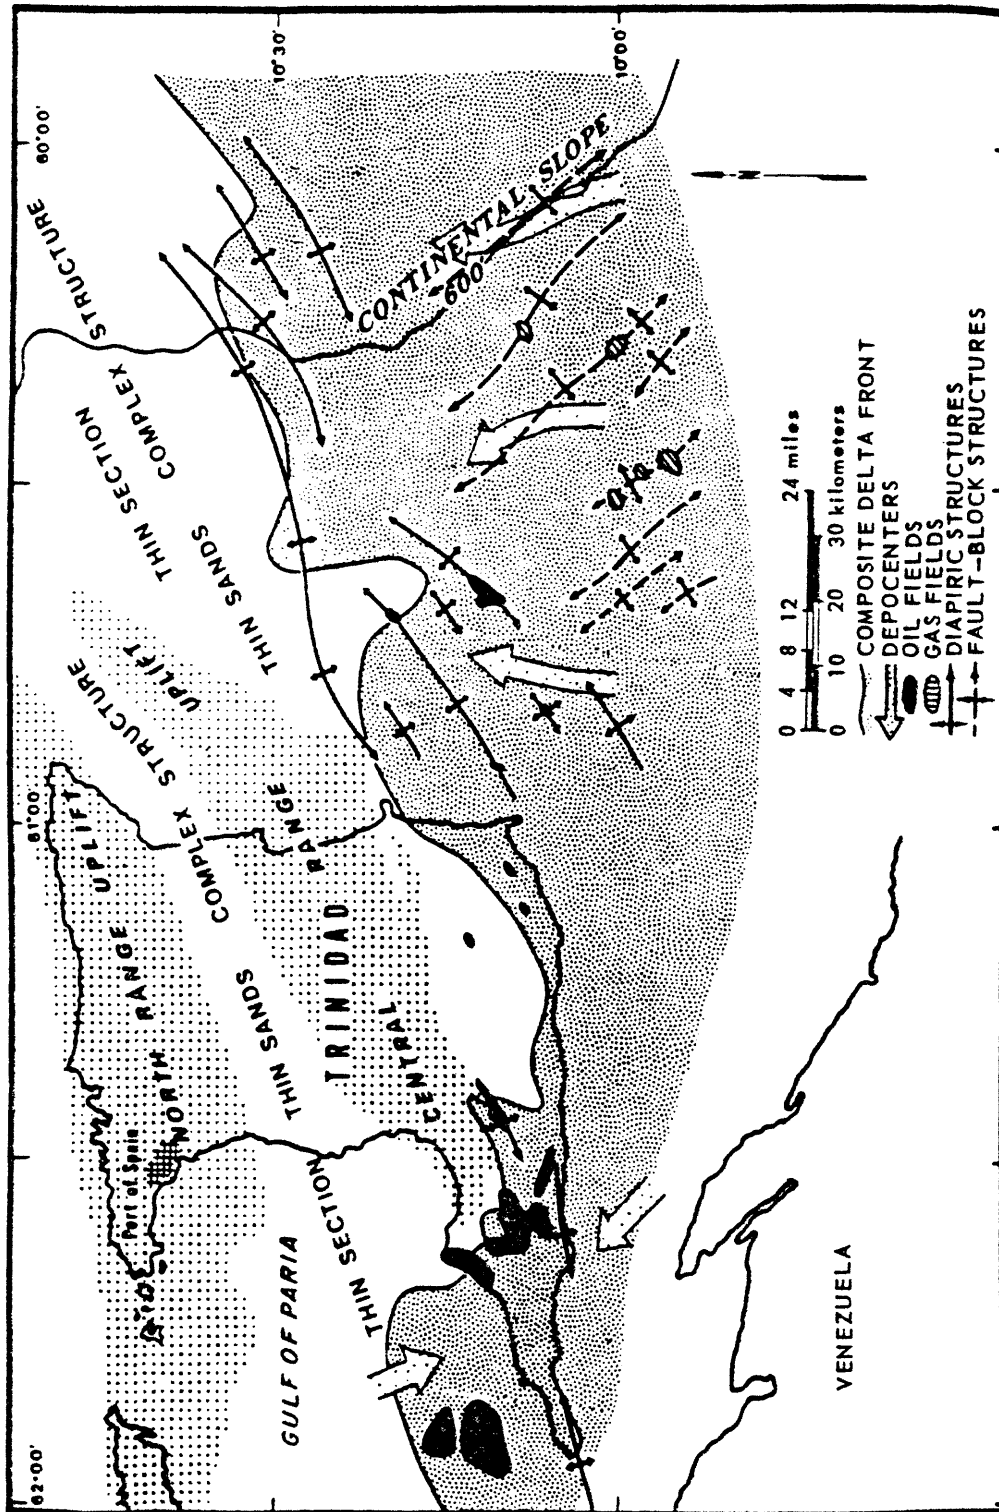 62°00'
61°00'
60°00'
10°30'
10°00'
NORTH RANGE UPLIFT
Port of Spain
THIN SANDS COMPLEX STRUCTURE
CENTRAL RANGE UPLIFT
TRINIDAD
GULF OF PARIA
THIN SECTION
THIN SANDS
THIN SECTION
COMPLEX STRUCTURE
CONTINENTAL SLOPE
600'
N
VENEZUELA
0 4 8 12 24 miles
0 10 20 30 kilometers
COMPOSITE DELTA FRONT
DEPOCENTERS
OIL FIELDS
GAS FIELDS
DIAPIRIC STRUCTURES
FAULT-BLOCK STRUCTURES